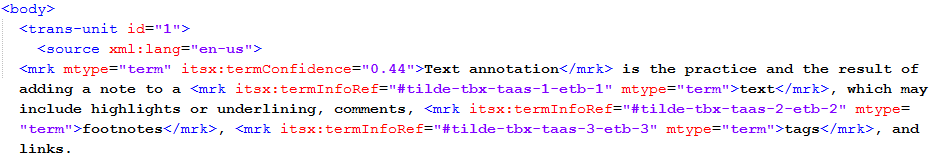 <body>
<trans-unit id="1">
<source xml:lang="en-us">
<mrk mtype="term" itsx:termConfidence="0.44">Text annotation</mrk> is the practice and the result of
adding a note to a <mrk itsx:termInfoRef="#tilde-tbx-taas-1-etb-1" mtype="term">text</mrk>, which may
include highlights or underlining, comments, <mrk itsx:termInfoRef="#tilde-tbx-taas-2-etb-2" mtype=
"term">footnotes</mrk>, <mrk itsx:termInfoRef="#tilde-tbx-taas-3-etb-3" mtype="term">tags</mrk>, and
links.